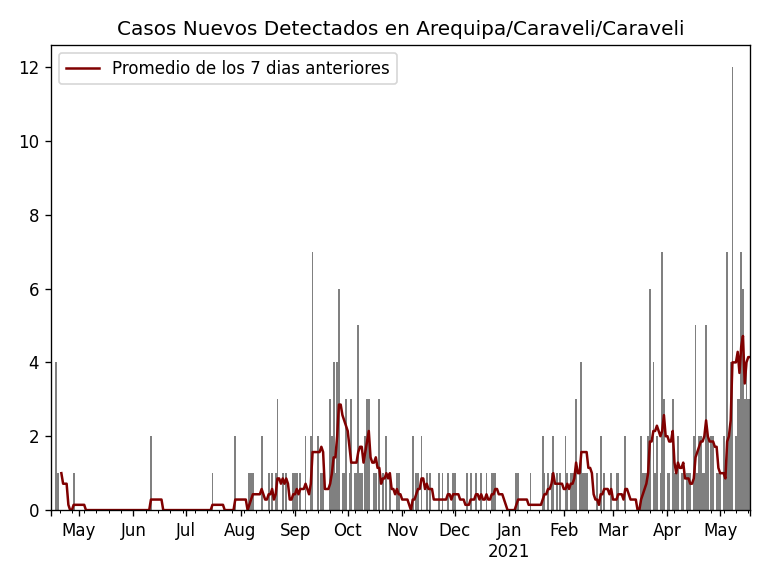 Casos Nuevos Detectados en Arequipa/Caraveli/Caraveli
Promedio de los 7 dias anteriores
12
10
8
6
4
2
0
May Jun Jul Aug Sep Oct Nov Dec Jan Feb Mar Apr May
2021